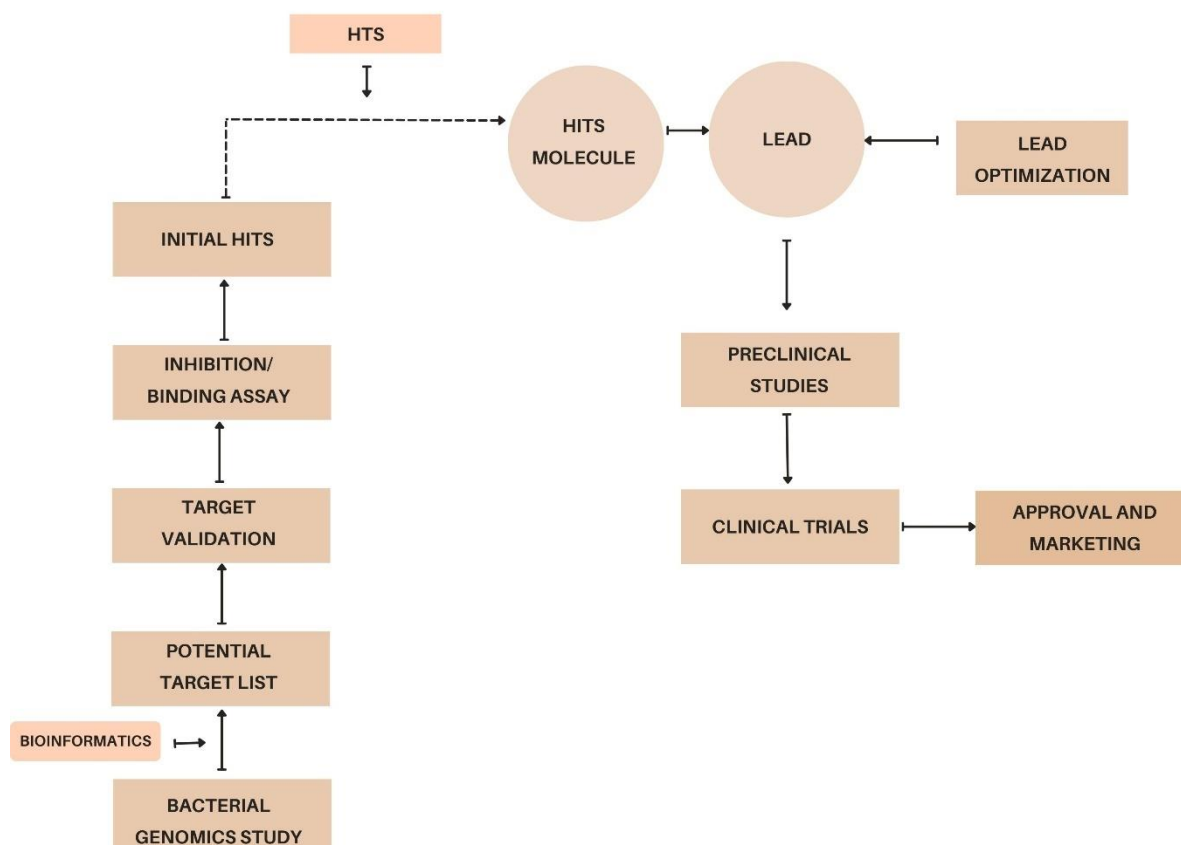 HTS
HITS
MOLECULE
LEAD
LEAD
OPTIMIZATION
INITIAL HITS
INHIBITION/
BINDING ASSAY
PRECLINICAL
STUDIES
TARGET
VALIDATION
CLINICAL TRIALS
APPROVAL AND
MARKETING
POTENTIAL
TARGET LIST
BIOINFORMATICS
BACTERIAL
GENOMICS STUDY